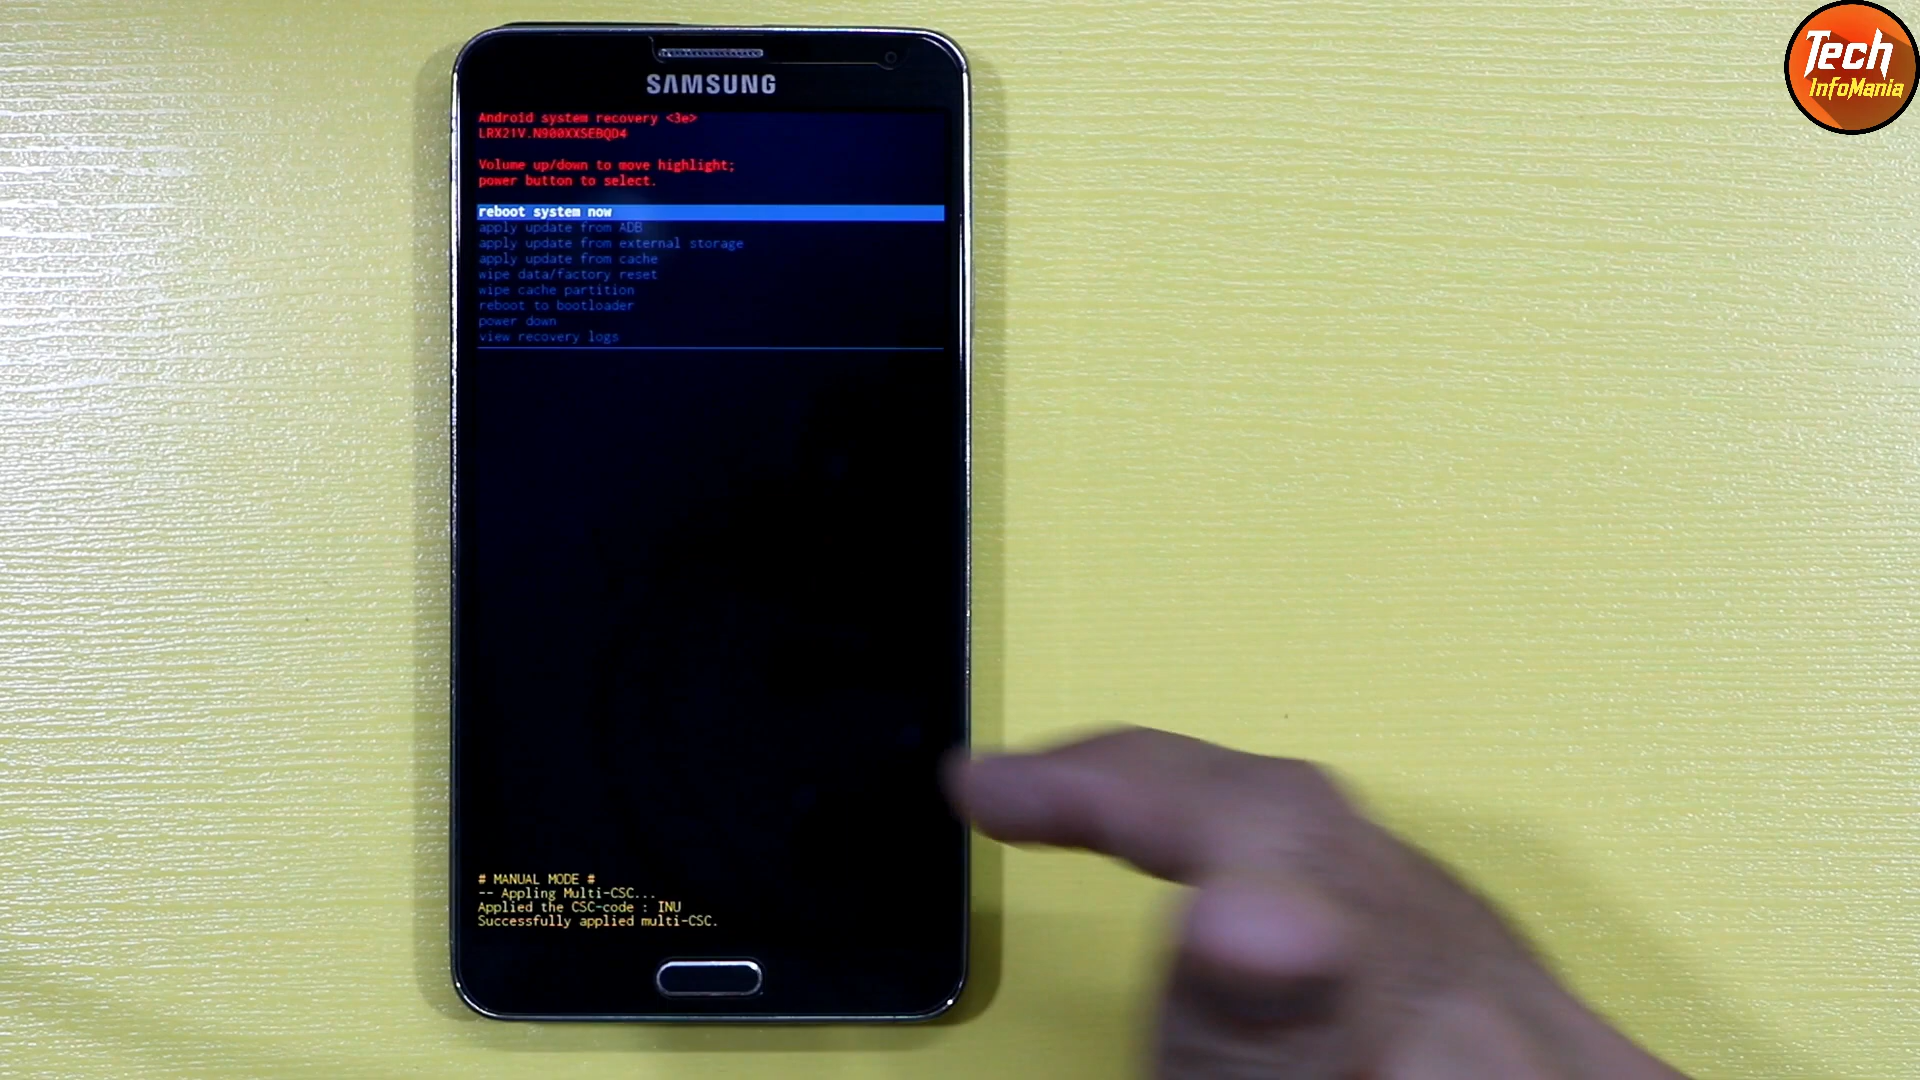 Tech
InfoMania
SAMSUNG
Android system recovery <3e>
LRX21V.N900XXSEBQD4
Volume up/down to move highlight;
power button to select.
reboot system now
apply update from ADB
apply update from external storage
apply update from cache
wipe data/factory reset
wipe cache partition
reboot to bootloader
power down
view recovery logs
# MANUAL MODE #
-- Appling Multi-CSC...
Applied the CSC-code : INU
Successfully applied multi-CSC.